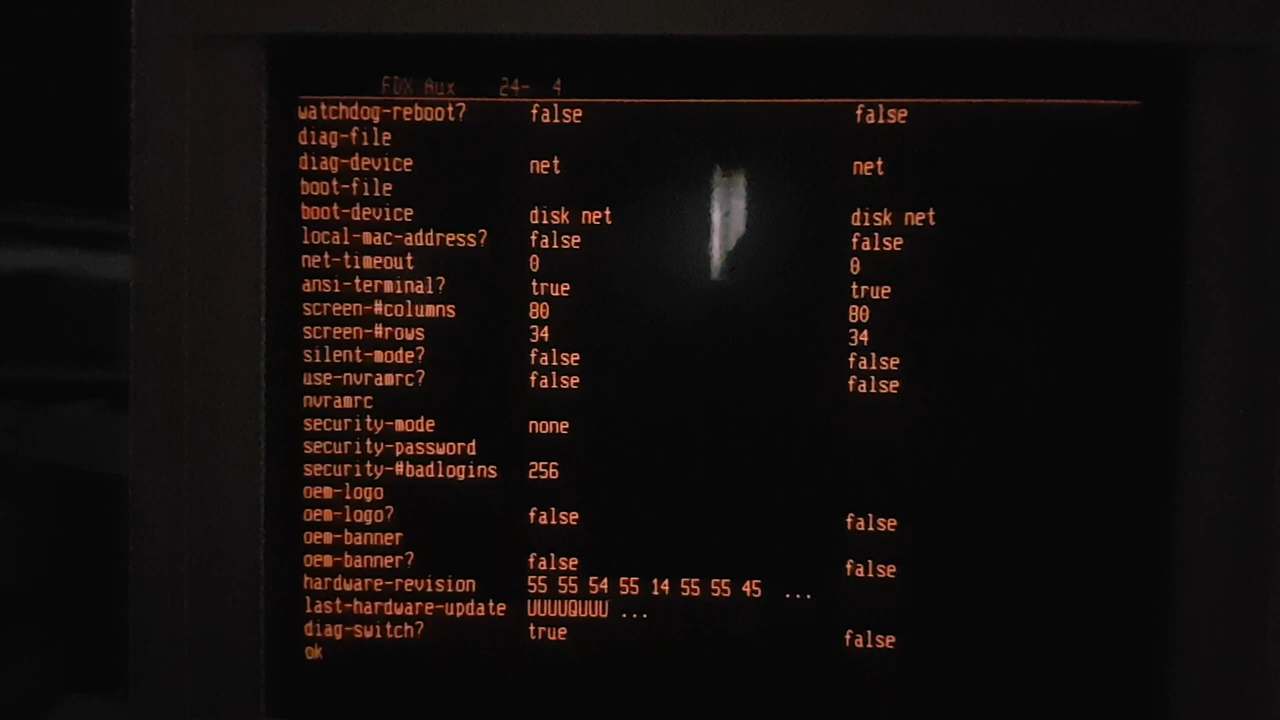 FDX Aux 24- 4
watchdog-reboot? false false
diag-file
diag-device net net
boot-file
boot-device disk net disk net
local-mac-address? false false
net-timeout 0 0
ansi-terminal? true true
screen-#columns 80 80
screen-#rows 34 34
silent-mode? false false
use-nvramrc? false false
nvramrc
security-mode none
security-password
security-#badlogins 256
oem-logo
oem-logo? false false
oem-banner
oem-banner? false false
hardware-revision 55 55 54 55 14 55 55 45 ...
last-hardware-update UUUUQUUU ...
diag-switch? true false
ok